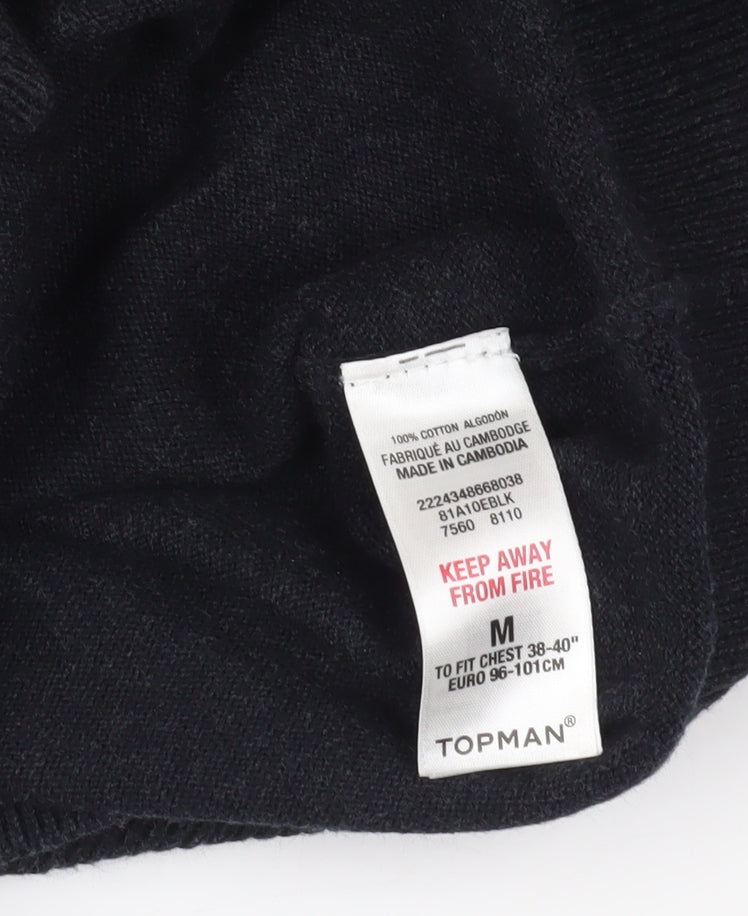 100% COTTON ALGODÓN
FABRIQUÉ AU CAMBODGE
MADE IN CAMBODIA
2224348668038
81A10EBLK
7560 8110
KEEP AWAY
FROM FIRE
M
TO FIT CHEST 38-40"
EURO 96-101CM
TOPMAN®